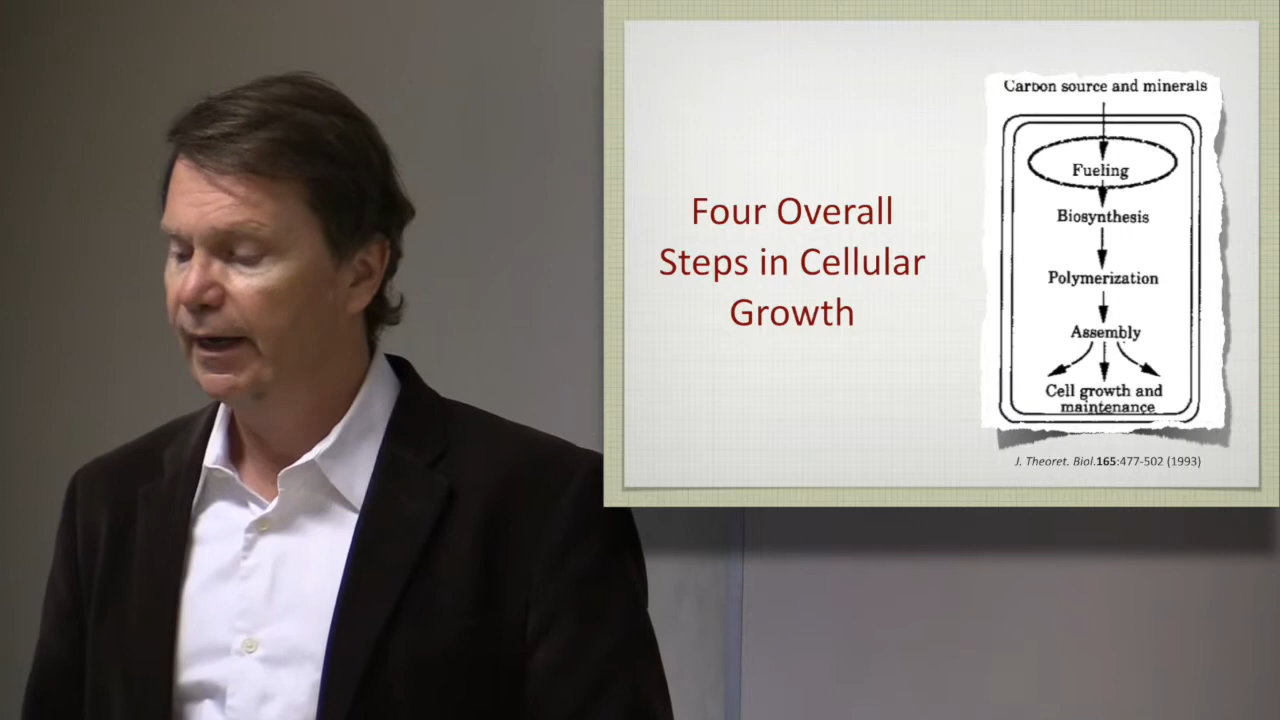 Four Overall
Steps in Cellular
Growth
Carbon source and minerals
Fueling
Biosynthesis
Polymerization
Assembly
Cell growth and
maintenance
J. Theoret. Biol.165:477-502 (1993)